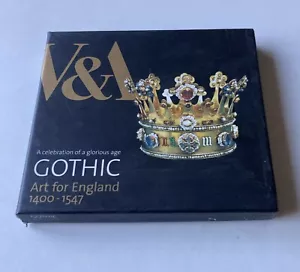 V&A
A celebration of a glorious age
GOTHIC
Art for England
1400 - 1547